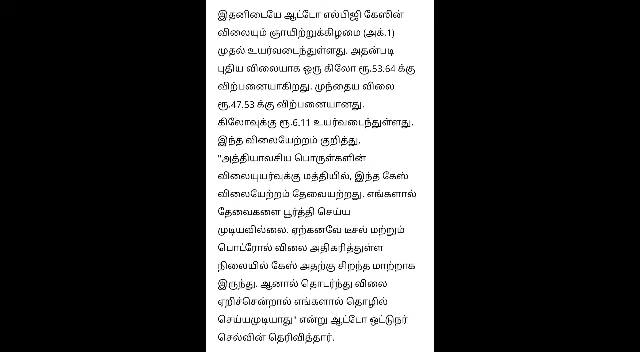 இதனிடையே ஆட்டோ எல்பிஜி கேஸின்
விலையும் ஞாயிற்றுக்கிழமை (அக்.1)
முதல் உயர்வடைந்துள்ளது. அதன்படி
புதிய விலையாக ஒரு கிலோ ரூ.53.64 க்கு
விற்பனையாகிறது. முந்தைய விலை
ரூ.47.53 க்கு விற்பனையானது.
கிலோவுக்கு ரூ.6.11 உயர்வடைந்துள்ளது.
இந்த விலையேற்றம் குறித்து,
"அத்தியாவசிய பொருள்களின்
விலையுயர்வுக்கு மத்தியில், இந்த கேஸ்
விலையேற்றம் தேவையற்றது. எங்களால்
தேவைகளை பூர்த்தி செய்ய
முடியவில்லை. ஏற்கனவே டீசல் மற்றும்
பொட்ரோல் விலை அதிகரித்துள்ள
நிலையில் கேஸ் அதற்கு சிறந்த மாற்றாக
இருந்து. ஆனால் தொடர்ந்து விலை
ஏறிச்சென்றால் எங்களால் தொழில்
செய்யமுடியாது" என்று ஆட்டோ ஒட்டுநர்
செல்வின் தெரிவித்தார்.